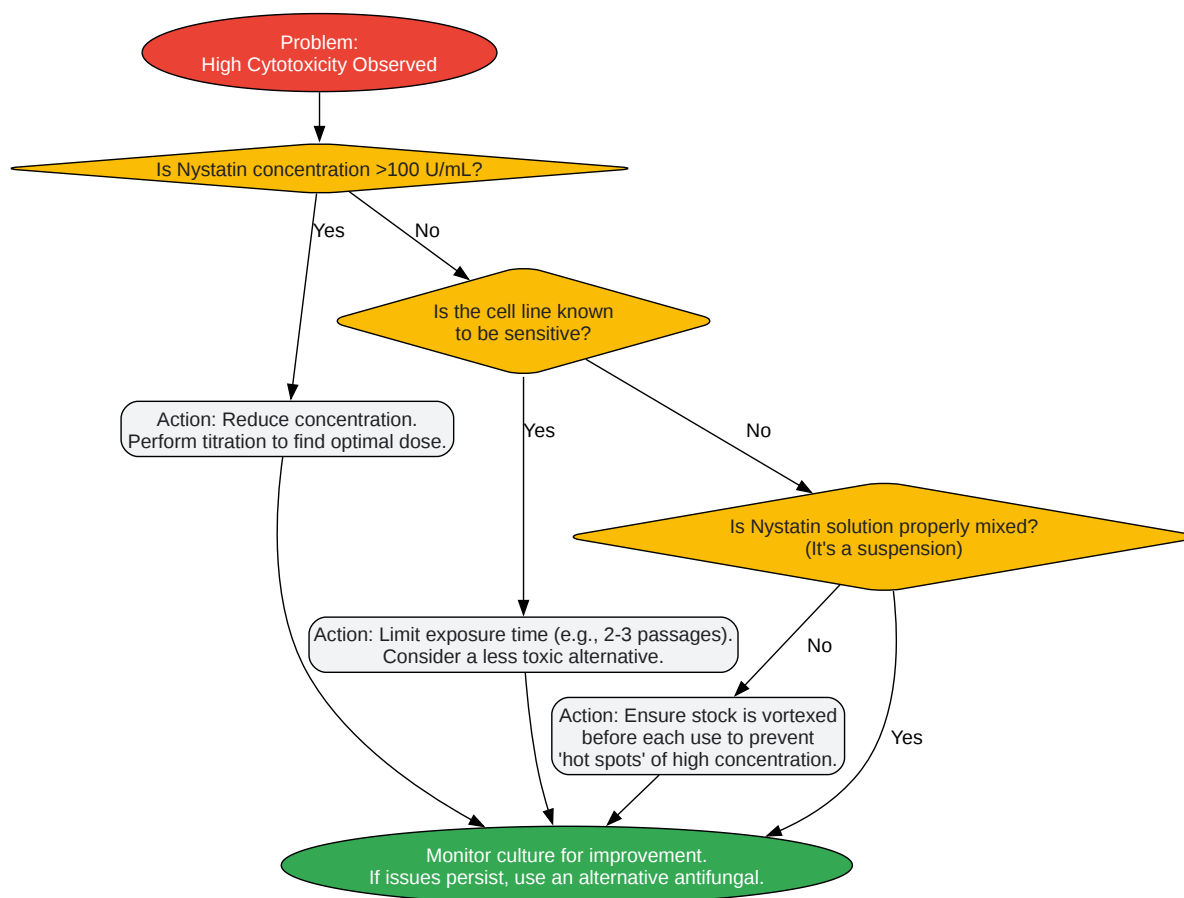 Problem:
High Cytotoxicity Observed
Is Nystatin concentration >100 U/mL?
Yes
No
Is the cell line known
to be sensitive?
Action: Reduce concentration.
Perform titration to find optimal dose.
Yes
No
Is Nystatin solution properly mixed?
(It's a suspension)
Action: Limit exposure time (e.g., 2-3 passages).
Consider a less toxic alternative.
No
Action: Ensure stock is vortexed
before each use to prevent
'hot spots' of high concentration.
Yes
Monitor culture for improvement.
If issues persist, use an alternative antifungal.